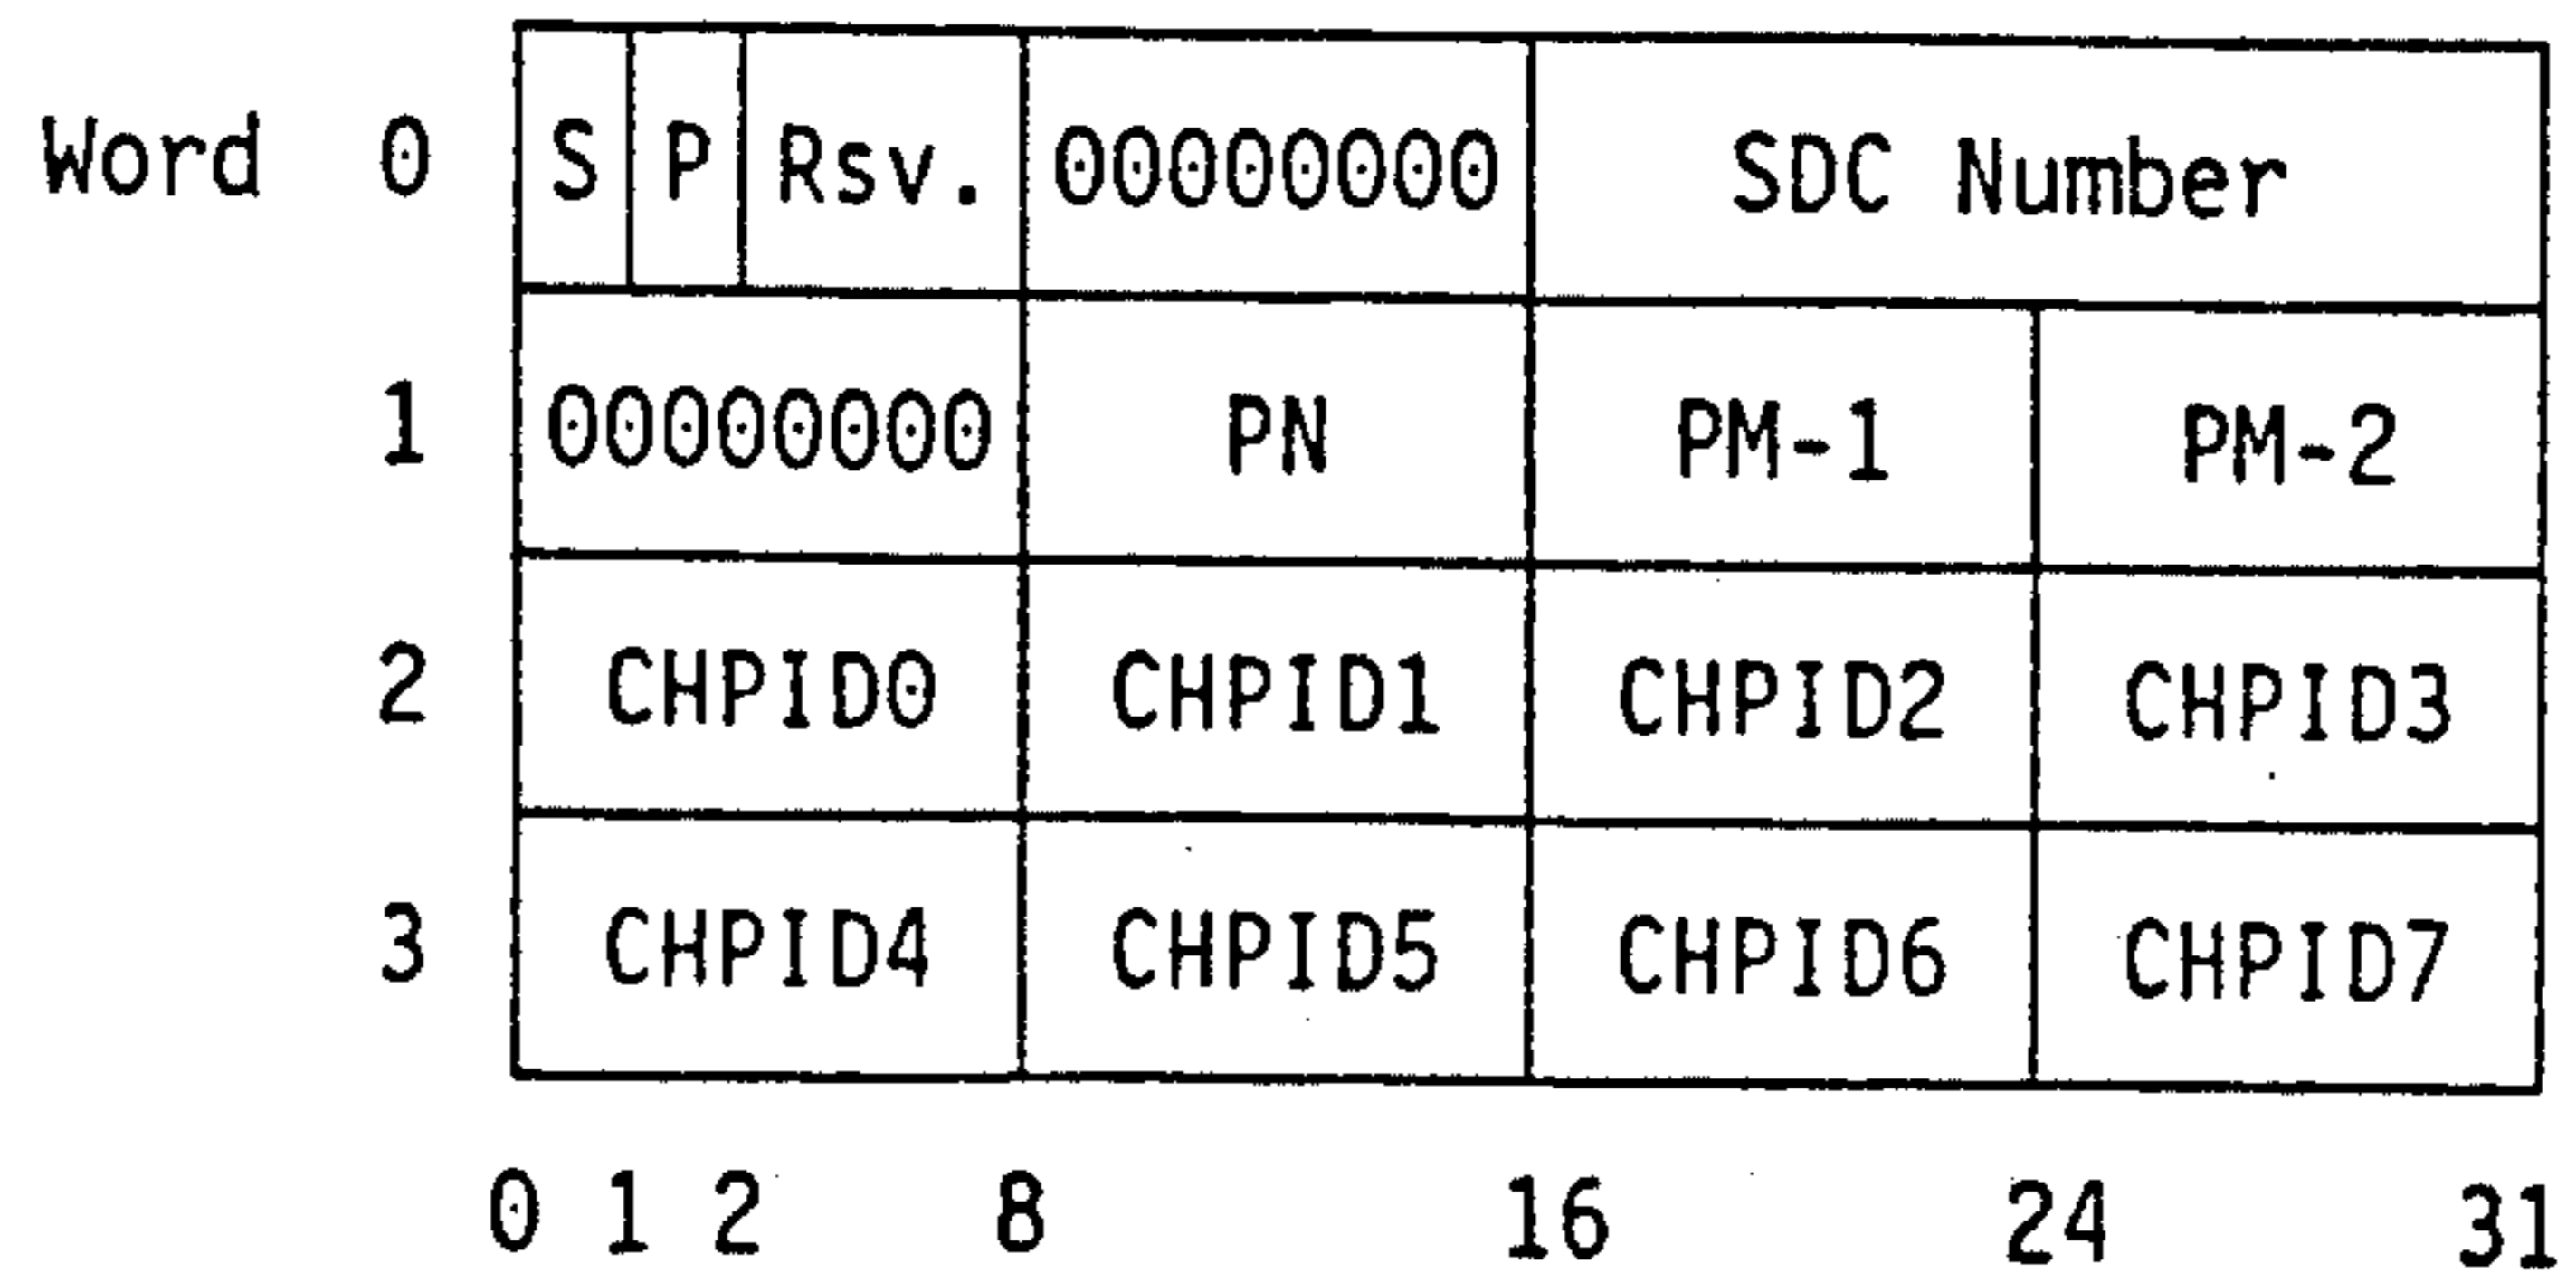 Word 0 S P Rsv. 00000000 SDC Number
1 00000000 PN PM-1 PM-2
2 CHPID0 CHPID1 CHPID2 CHPID3
3 CHPID4 CHPID5 CHPID6 CHPID7
0 1 2 8 16 24 31